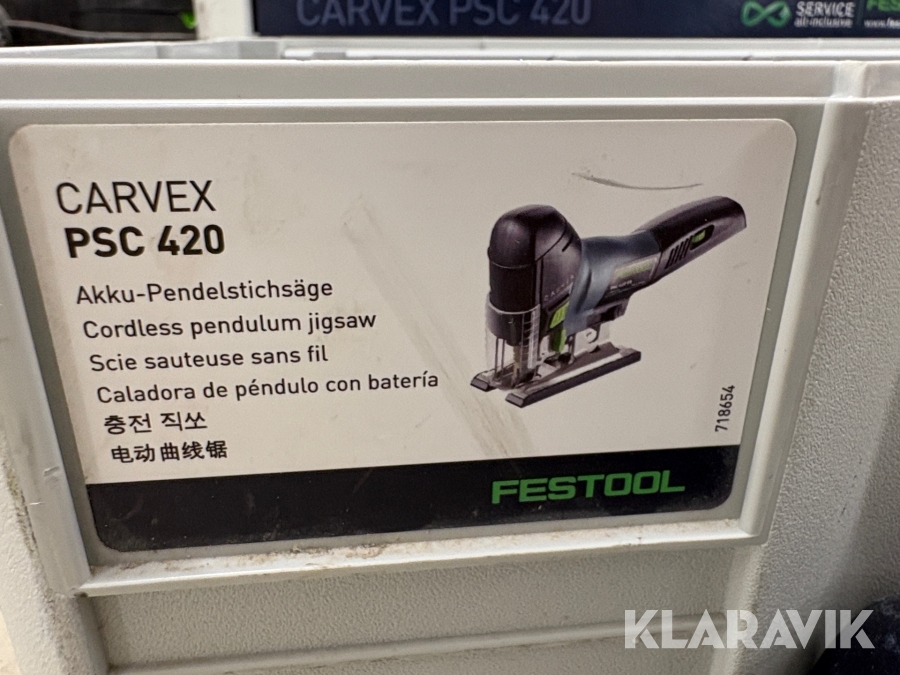 CARVEX PSC 420
SERVICE
all-inclusive
CARVEX
PSC 420
Akku-Pendelstichsäge
Cordless pendulum jigsaw
Scie sauteuse sans fil
Caladora de péndulo con batería
충전 직쏘
电动曲线锯
718654
FESTOOL
KLARAVIK